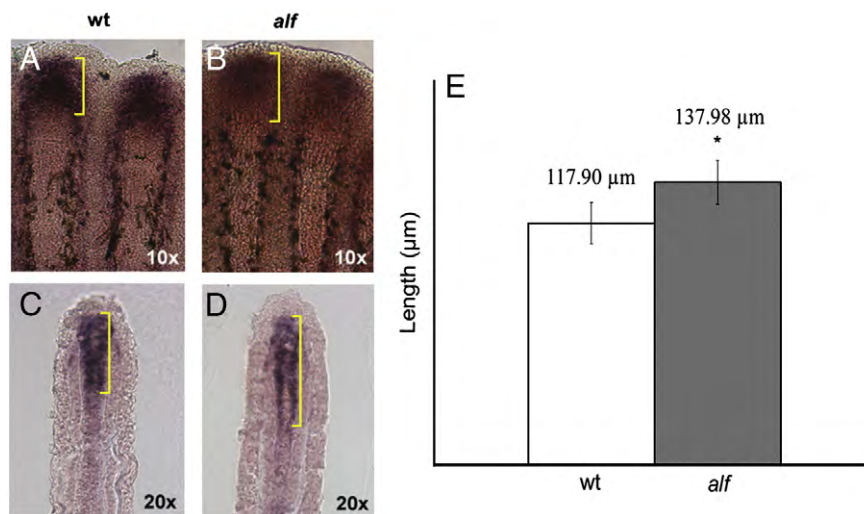 wt alf
A B
10x 10x
C D
20x 20x
E
137.98 µm
*
117.90 µm
Length (µm)
wt alf